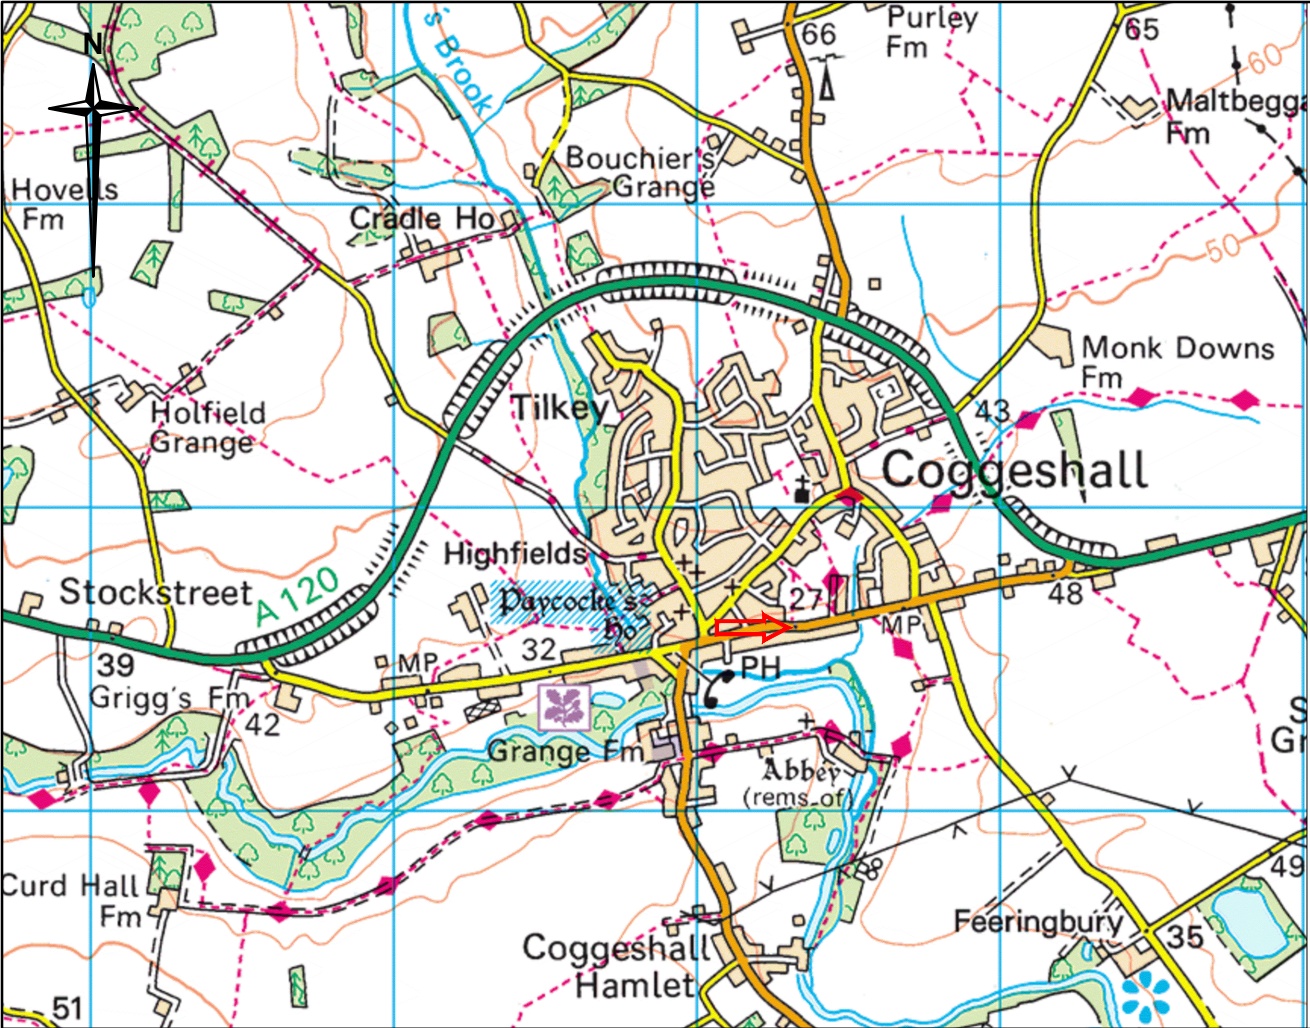 's Brook
66
Purley
Fm
65
60
N
Maltbegga
Fm
Bouchier's
Grange
Hovells
Fm
Cradle Ho
50
Monk Downs
Fm
Tilkey
43
Holfield
Grange
Coggeshall
Highfields
A 120
Stockstreet
Paycocke's
Ho
27
48
MP
39
32
MP
PH
Grigg's Fm
42
Grange Fm
S
Gr
Abbey
(rems of)
49
Curd Hall
Fm
Feeringbury
35
Coggeshall
Hamlet
51